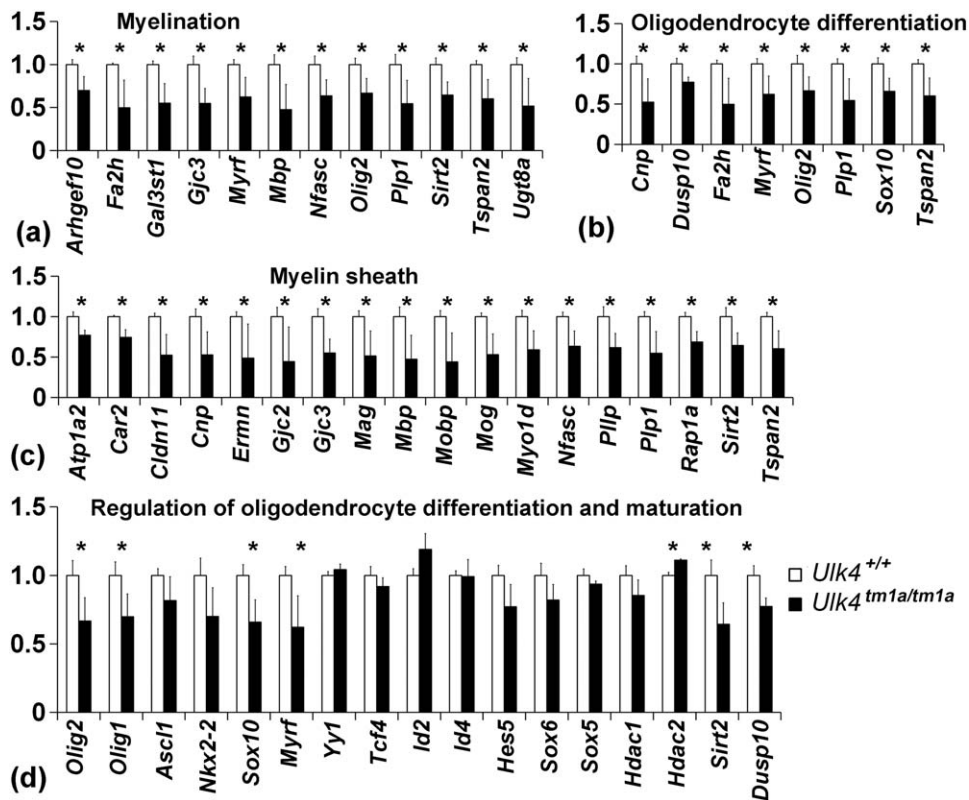 Myelination
1.5
1.0
0.5
0
* * * * * * * * * * * *
Arhgef10 Fa2h Gal3st1 Gjc3 Myrf Mbp Nfasc Olig2 Plp1 Sirt2 Tspan2 Ugt8a
(a)
Oligodendrocyte differentiation
1.5
1.0
0.5
0
* * * * * * * *
Cnp Dusp10 Fa2h Myrf Olig2 Plp1 Sox10 Tspan2
(b)
Myelin sheath
1.5
1.0
0.5
0
* * * * * * * * * * * * * * * * * *
Atp1a2 Car2 Cldn11 Cnp Ermn Gjc2 Gjc3 Mag Mbp Mobp Mog Myo1d Nfasc Pllp Plp1 Rap1a Sirt2 Tspan2
(c)
Regulation of oligodendrocyte differentiation and maturation
1.5
1.0
0.5
0
* * * * * * *
Olig2 Olig1 Ascl1 Nkx2-2 Sox10 Myrf Yy1 Tcf4 Id2 Id4 Hes5 Sox6 Sox5 Hdac1 Hdac2 Sirt2 Dusp10
(d)
Ulk4 +/+
Ulk4 tm1a/tm1a